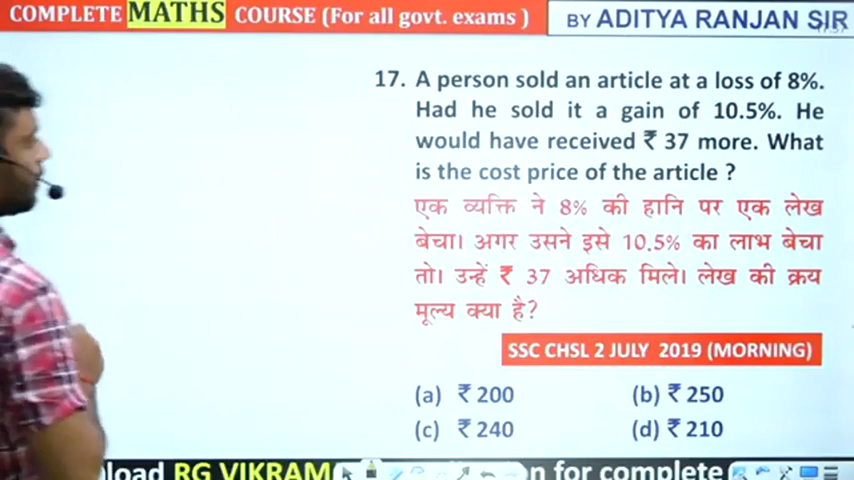 COMPLETE MATHS COURSE (For all govt. exams )
BY ADITYA RANJAN SIR
17. A person sold an article at a loss of 8%.
Had he sold it a gain of 10.5%. He
would have received ₹ 37 more. What
is the cost price of the article ?
एक व्यक्ति ने 8% की हानि पर एक लेख
बेचा। अगर उसने इसे 10.5% का लाभ बेचा
तो। उन्हें ₹ 37 अधिक मिले। लेख की क्रय
मूल्य क्या है?
SSC CHSL 2 JULY 2019 (MORNING)
(a) ₹ 200 (b) ₹ 250
(c) ₹ 240 (d) ₹ 210
RG VIKRAM for complete